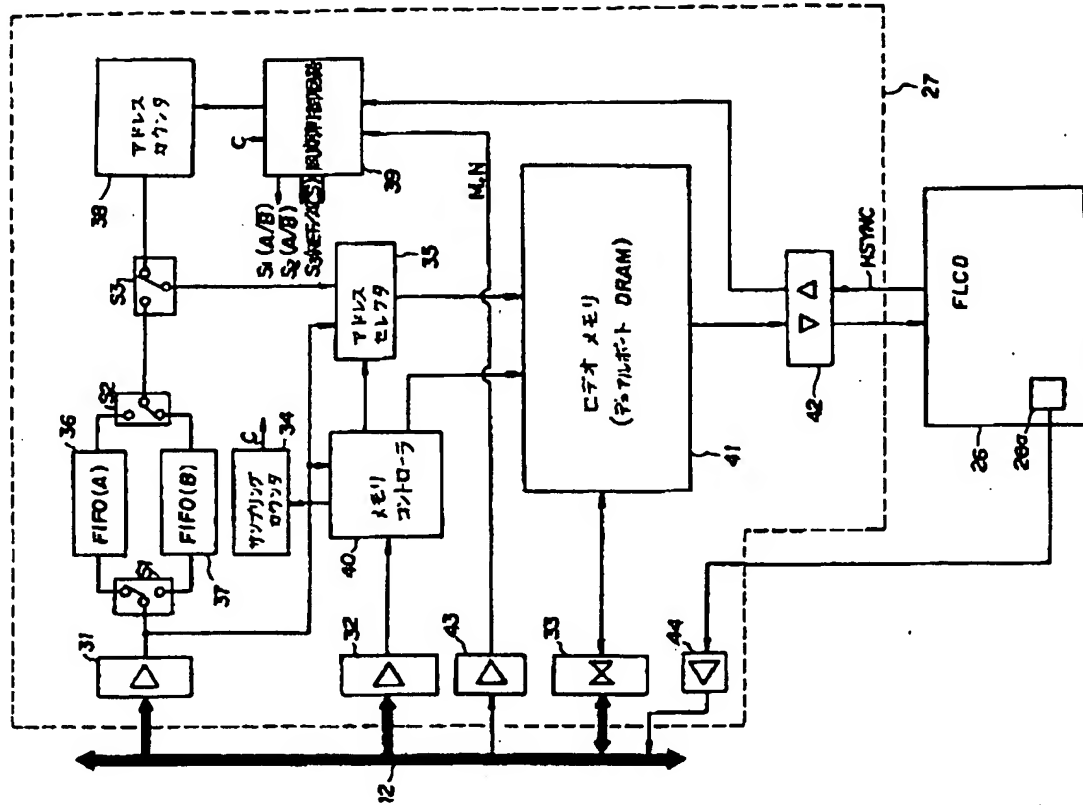 31
S1
36
FIFO(A)
FIFO(B)
37
S2
S3
38
アドレス
カウンタ
C
S1(A/B̅)
S2(A/B̅)
39
サンプリング
カウンタ
C
34
メモリ
コントローラ
40
アドレス
セレクタ
35
M,N
32
43
33
44
12
ビデオ メモリ
(デュアルポート DRAM)
41
42
HSYNC
27
FLCD
26
26a